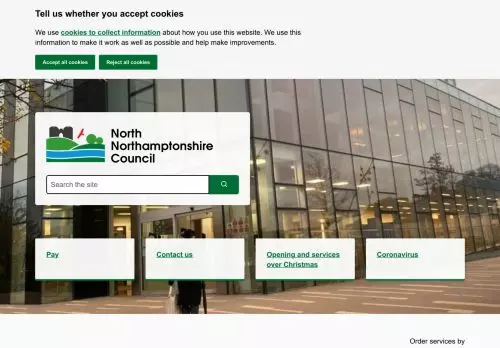 Tell us whether you accept cookies
We use cookies to collect information about how you use this website. We use this
information to make it work as well as possible and help make improvements.
Accept all cookies
Reject all cookies
North
Northamptonshire
Council
Search the site
Pay
Contact us
Opening and services
over Christmas
Coronavirus
Order services by